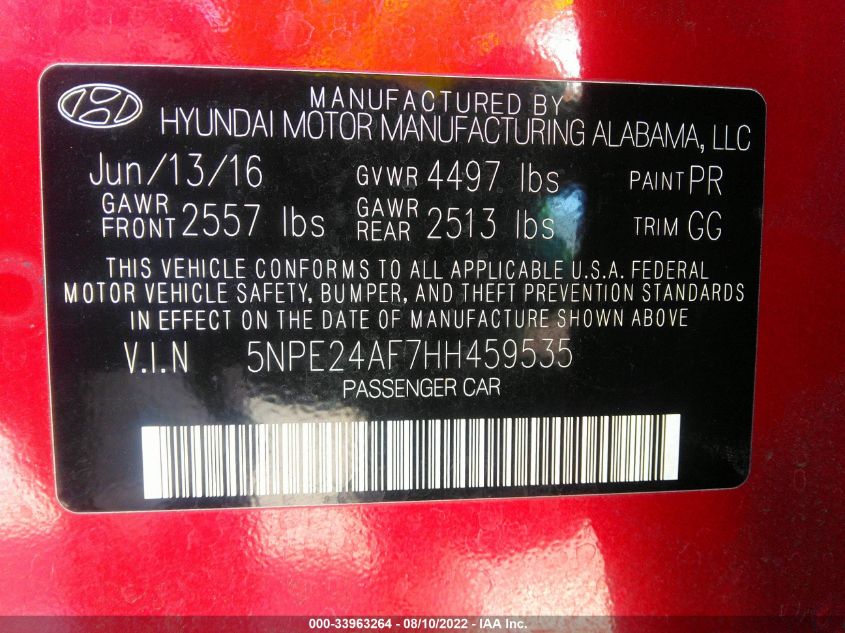 MANUFACTURED BY
HYUNDAI MOTOR MANUFACTURING ALABAMA, LLC
Jun/13/16 GVWR 4497 lbs PAINT PR
GAWR FRONT 2557 lbs GAWR REAR 2513 lbs TRIM GG
THIS VEHICLE CONFORMS TO ALL APPLICABLE U.S.A. FEDERAL
MOTOR VEHICLE SAFETY, BUMPER, AND THEFT PREVENTION STANDARDS
IN EFFECT ON THE DATE OF MANUFACTURE SHOWN ABOVE
V.I.N 5NPE24AF7HH459535
PASSENGER CAR
000-33963264 - 08/10/2022 - IAA Inc.